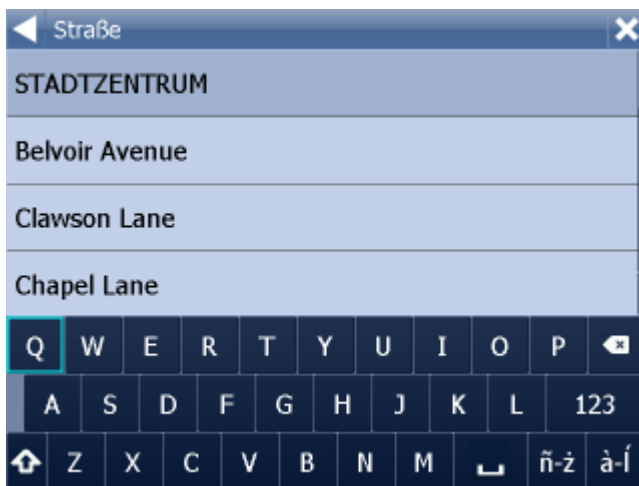 Straße
STADTZENTRUM
Belvoir Avenue
Clawson Lane
Chapel Lane
Q W E R T Y U I O P
A S D F G H J K L 123
Z X C V B N M ñ-ż à-Í